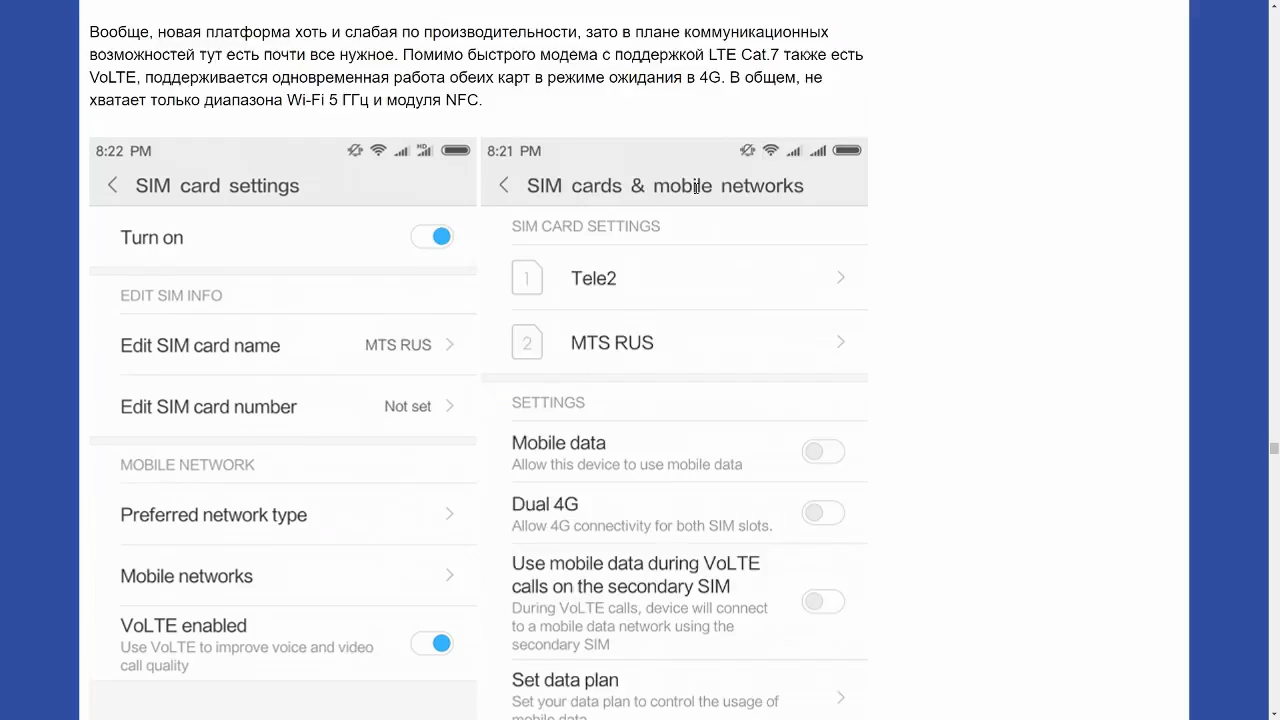 Вообще, новая платформа хоть и слабая по производительности, зато в плане коммуникационных
возможностей тут есть почти все нужное. Помимо быстрого модема с поддержкой LTE Cat.7 также есть
VoLTE, поддерживается одновременная работа обеих карт в режиме ожидания в 4G. В общем, не
хватает только диапазона Wi-Fi 5 ГГц и модуля NFC.
8:22 PM
HD
SIM card settings
Turn on
EDIT SIM INFO
Edit SIM card name MTS RUS
Edit SIM card number Not set
MOBILE NETWORK
Preferred network type
Mobile networks
VoLTE enabled
Use VoLTE to improve voice and video
call quality
8:21 PM
SIM cards & mobile networks
SIM CARD SETTINGS
1 Tele2
2 MTS RUS
SETTINGS
Mobile data
Allow this device to use mobile data
Dual 4G
Allow 4G connectivity for both SIM slots.
Use mobile data during VoLTE
calls on the secondary SIM
During VoLTE calls, device will connect
to a mobile data network using the
secondary SIM
Set data plan
Set your data plan to control the usage of
mobile data